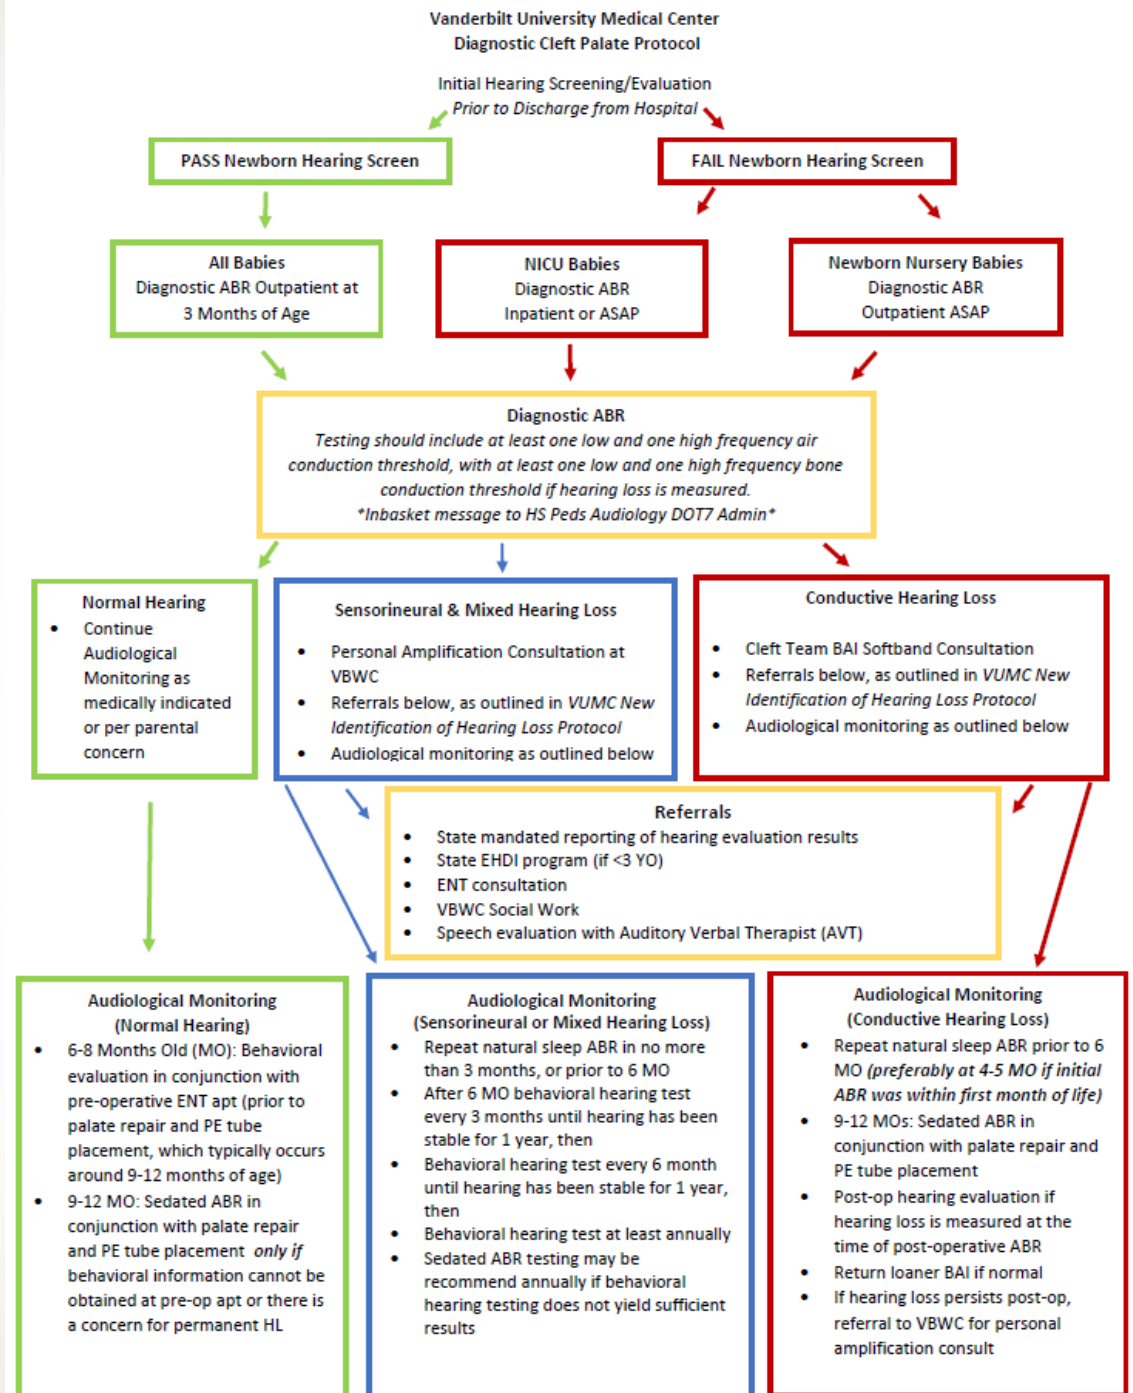 Vanderbilt University Medical Center
Diagnostic Cleft Palate Protocol
Initial Hearing Screening/Evaluation
Prior to Discharge from Hospital
PASS Newborn Hearing Screen
FAIL Newborn Hearing Screen
All Babies
Diagnostic ABR Outpatient at
3 Months of Age
NICU Babies
Diagnostic ABR
Inpatient or ASAP
Newborn Nursery Babies
Diagnostic ABR
Outpatient ASAP
Diagnostic ABR
Testing should include at least one low and one high frequency air
conduction threshold, with at least one low and one high frequency bone
conduction threshold if hearing loss is measured.
*Inbasket message to HS Peds Audiology DOT7 Admin*
Normal Hearing
• Continue
Audiological
Monitoring as
medically indicated
or per parental
concern
Sensorineural & Mixed Hearing Loss
• Personal Amplification Consultation at
VBWC
• Referrals below, as outlined in VUMC New
Identification of Hearing Loss Protocol
• Audiological monitoring as outlined below
Conductive Hearing Loss
• Cleft Team BAI Softband Consultation
• Referrals below, as outlined in VUMC New
Identification of Hearing Loss Protocol
• Audiological monitoring as outlined below
Referrals
• State mandated reporting of hearing evaluation results
• State EHDI program (if <3 YO)
• ENT consultation
• VBWC Social Work
• Speech evaluation with Auditory Verbal Therapist (AVT)
Audiological Monitoring
(Normal Hearing)
• 6-8 Months Old (MO): Behavioral
evaluation in conjunction with
pre-operative ENT apt (prior to
palate repair and PE tube
placement, which typically occurs
around 9-12 months of age)
• 9-12 MO: Sedated ABR in
conjunction with palate repair
and PE tube placement only if
behavioral information cannot be
obtained at pre-op apt or there is
a concern for permanent HL
Audiological Monitoring
(Sensorineural or Mixed Hearing Loss)
• Repeat natural sleep ABR in no more
than 3 months, or prior to 6 MO
• After 6 MO behavioral hearing test
every 3 months until hearing has been
stable for 1 year, then
• Behavioral hearing test every 6 month
until hearing has been stable for 1 year,
then
• Behavioral hearing test at least annually
• Sedated ABR testing may be
recommend annually if behavioral
hearing testing does not yield sufficient
results
Audiological Monitoring
(Conductive Hearing Loss)
• Repeat natural sleep ABR prior to 6
MO (preferably at 4-5 MO if initial
ABR was within first month of life)
• 9-12 MOs: Sedated ABR in
conjunction with palate repair and
PE tube placement
• Post-op hearing evaluation if
hearing loss is measured at the
time of post-operative ABR
• Return loaner BAI if normal
• If hearing loss persists post-op,
referral to VBWC for personal
amplification consult